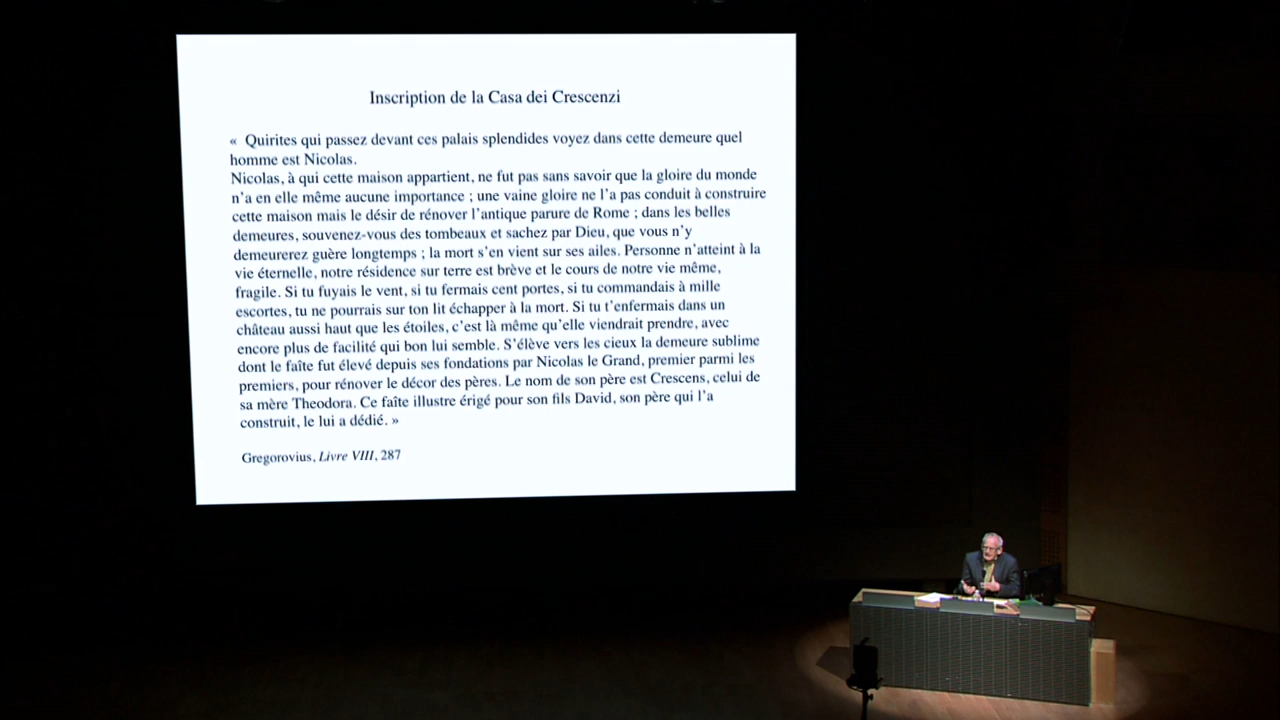 Inscription de la Casa dei Crescenzi
« Quirites qui passez devant ces palais splendides voyez dans cette demeure quel
homme est Nicolas.
Nicolas, à qui cette maison appartient, ne fut pas sans savoir que la gloire du monde
n’a en elle même aucune importance ; une vaine gloire ne l’a pas conduit à construire
cette maison mais le désir de rénover l’antique parure de Rome ; dans les belles
demeures, souvenez-vous des tombeaux et sachez par Dieu, que vous n’y
demeurerez guère longtemps ; la mort s’en vient sur ses ailes. Personne n’atteint à la
vie éternelle, notre résidence sur terre est brève et le cours de notre vie même,
fragile. Si tu fuyais le vent, si tu fermais cent portes, si tu commandais à mille
escortes, tu ne pourrais sur ton lit échapper à la mort. Si tu t’enfermais dans un
château aussi haut que les étoiles, c’est là même qu’elle viendrait prendre, avec
encore plus de facilité qui bon lui semble. S’élève vers les cieux la demeure sublime
dont le faîte fut élevé depuis ses fondations par Nicolas le Grand, premier parmi les
premiers, pour rénover le décor des pères. Le nom de son père est Crescens, celui de
sa mère Theodora. Ce faîte illustre érigé pour son fils David, son père qui l’a
construit, le lui a dédié. »
Gregorovius, Livre VIII, 287